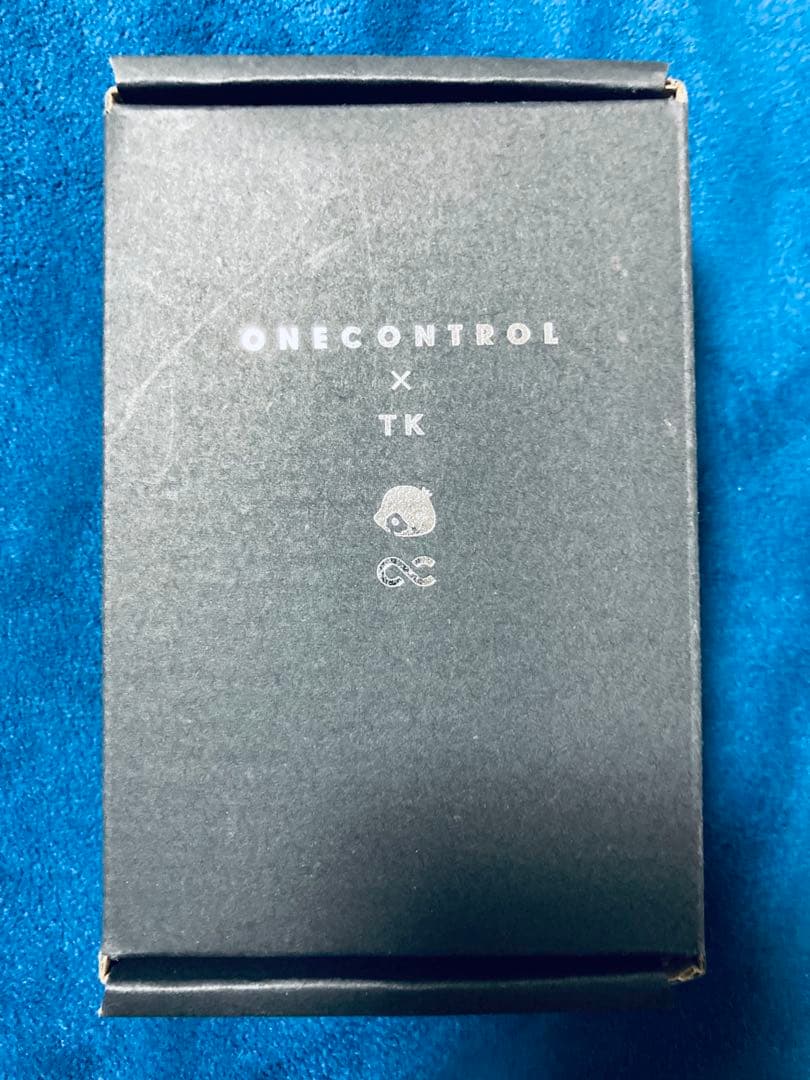 ONECONTROL
×
TK